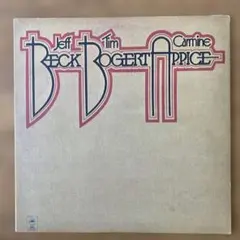 Jeff Tim Carmine
BECK BOGERT APPICE